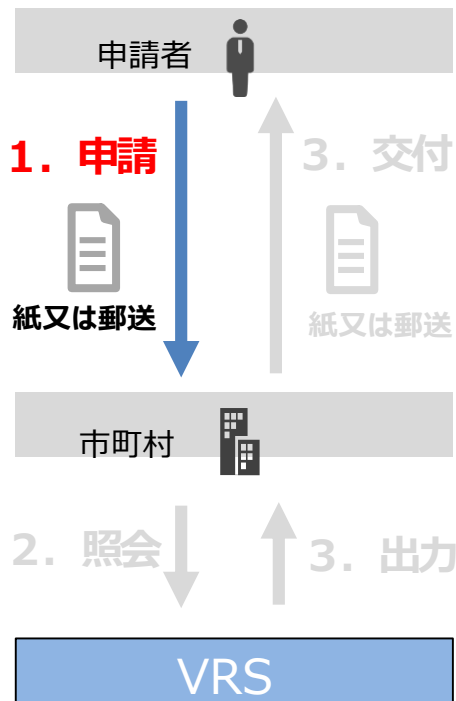 申請者
1. 申請
3. 交付
紙又は郵送
紙又は郵送
市町村
2. 照会
3. 出力
VRS